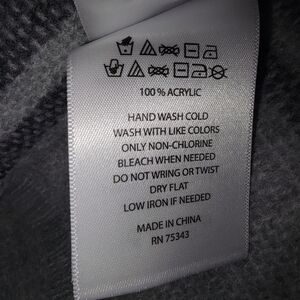 100% ACRYLIC
HAND WASH COLD
WASH WITH LIKE COLORS
ONLY NON-CHLORINE
BLEACH WHEN NEEDED
DO NOT WRING OR TWIST
DRY FLAT
LOW IRON IF NEEDED
MADE IN CHINA
RN 75343